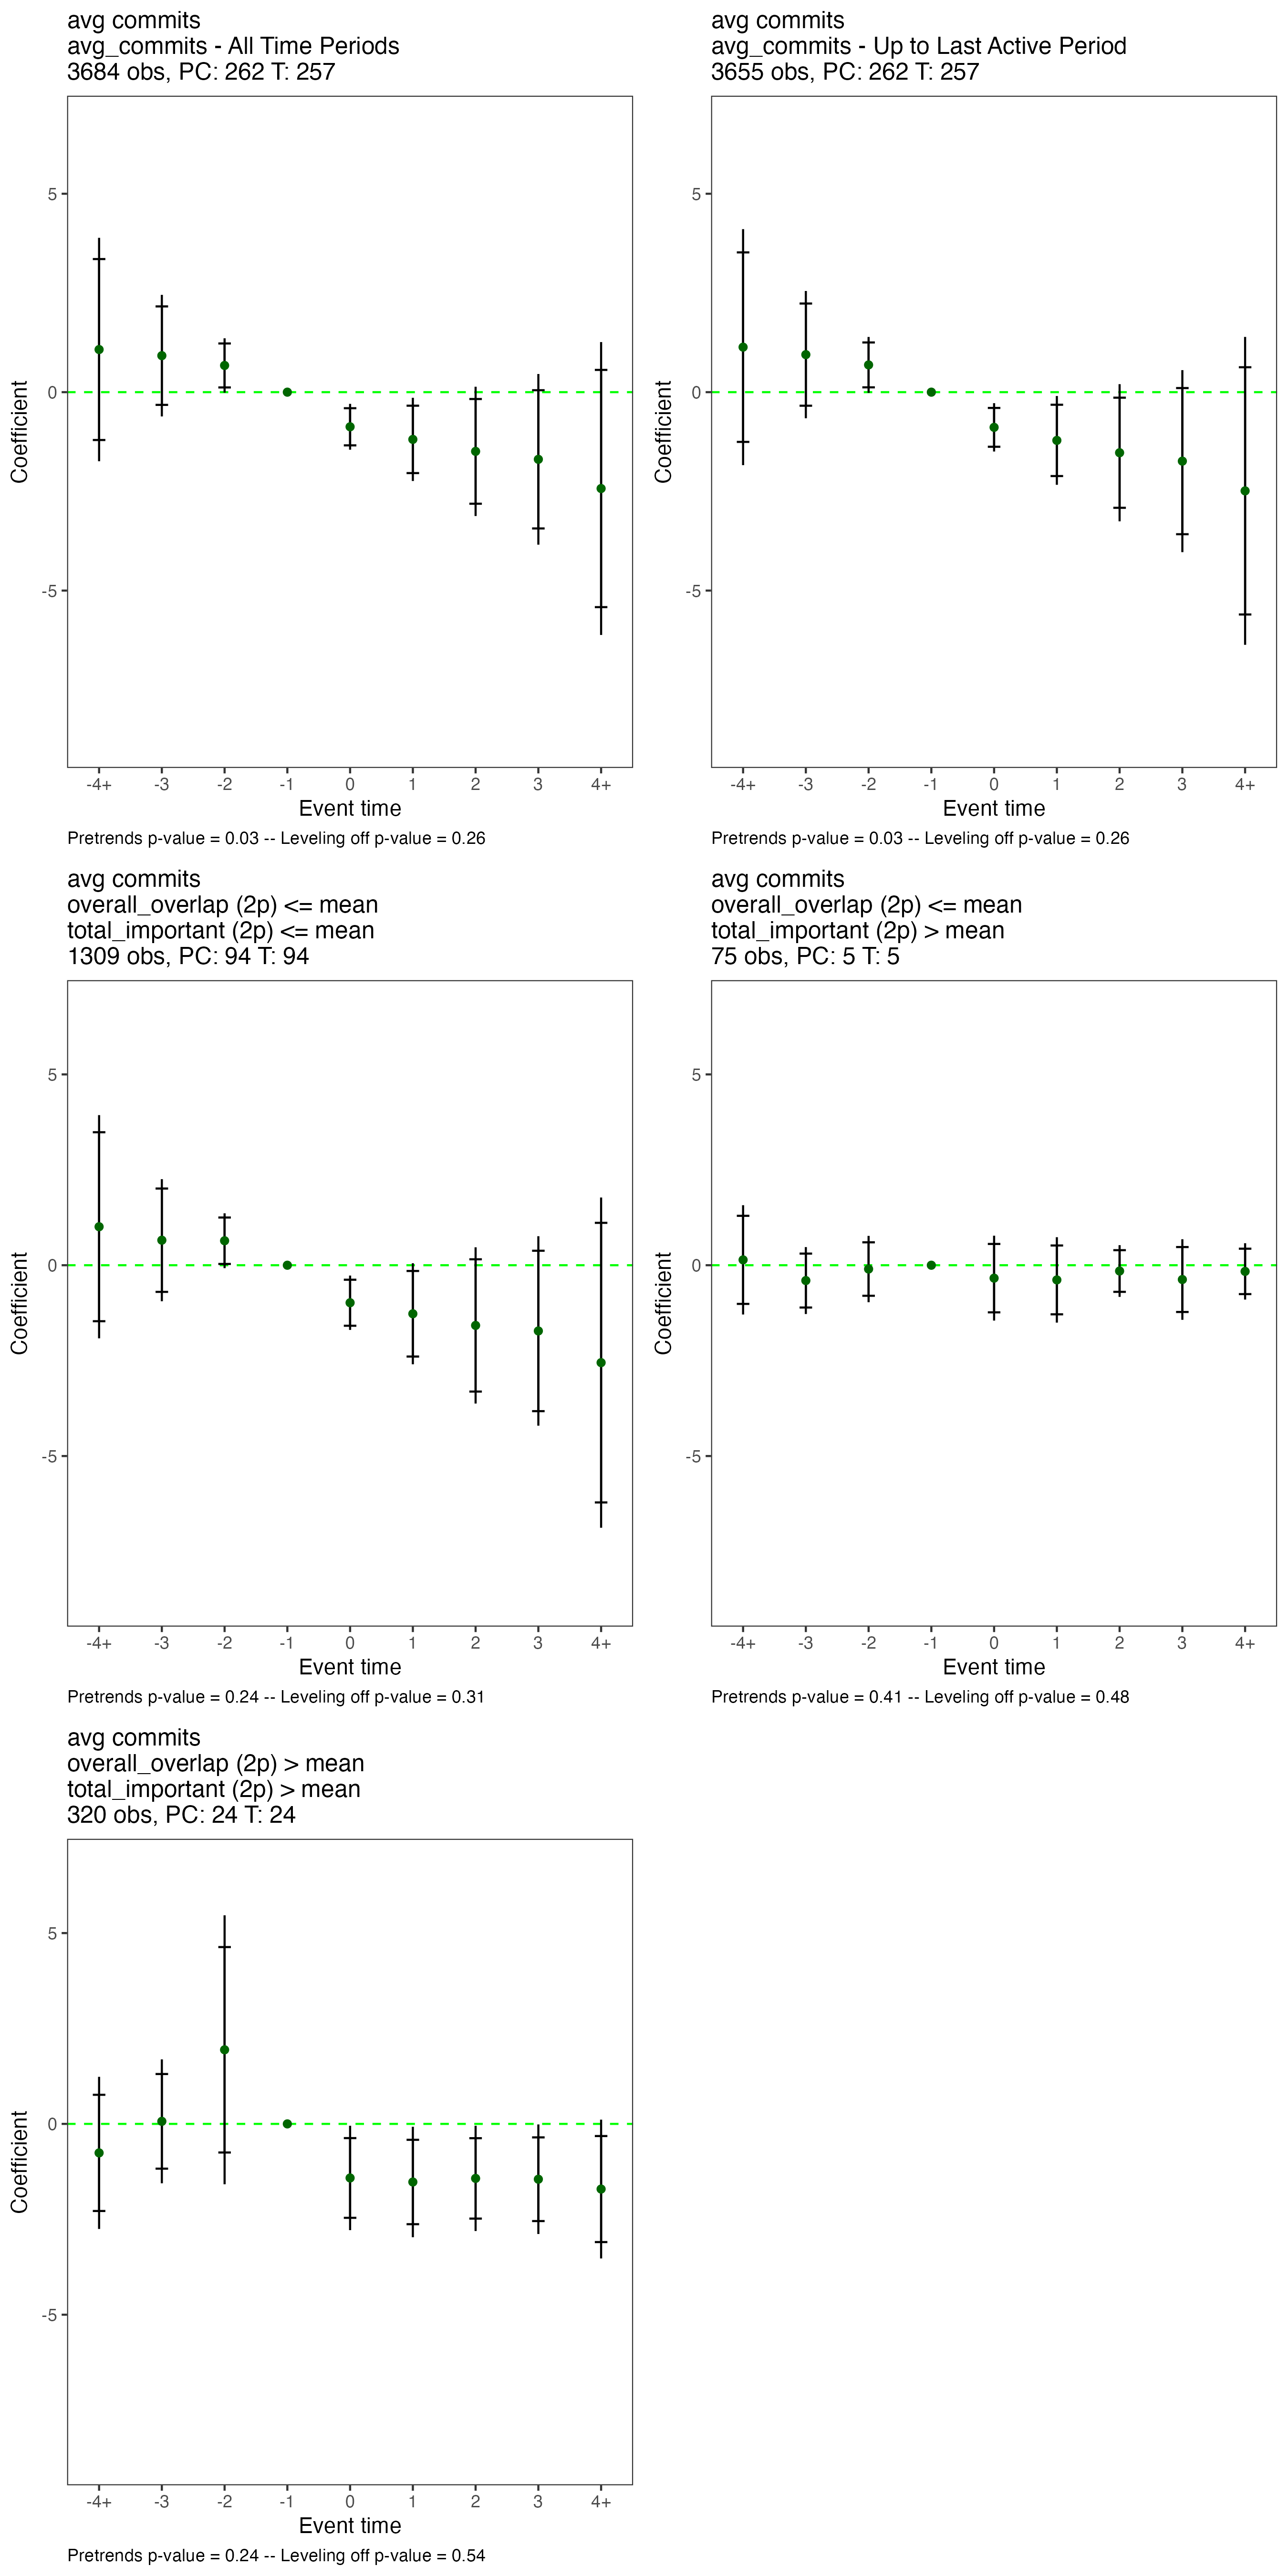 avg commits
avg_commits - All Time Periods
3684 obs, PC: 262 T: 257
Coefficient
5
0
-5
-4+ -3 -2 -1 0 1 2 3 4+
Event time
Pretrends p-value = 0.03 -- Leveling off p-value = 0.26
avg commits
avg_commits - Up to Last Active Period
3655 obs, PC: 262 T: 257
Coefficient
5
0
-5
-4+ -3 -2 -1 0 1 2 3 4+
Event time
Pretrends p-value = 0.03 -- Leveling off p-value = 0.26
avg commits
overall_overlap (2p) <= mean
total_important (2p) <= mean
1309 obs, PC: 94 T: 94
Coefficient
5
0
-5
-4+ -3 -2 -1 0 1 2 3 4+
Event time
Pretrends p-value = 0.24 -- Leveling off p-value = 0.31
avg commits
overall_overlap (2p) <= mean
total_important (2p) > mean
75 obs, PC: 5 T: 5
Coefficient
5
0
-5
-4+ -3 -2 -1 0 1 2 3 4+
Event time
Pretrends p-value = 0.41 -- Leveling off p-value = 0.48
avg commits
overall_overlap (2p) > mean
total_important (2p) > mean
320 obs, PC: 24 T: 24
Coefficient
5
0
-5
-4+ -3 -2 -1 0 1 2 3 4+
Event time
Pretrends p-value = 0.24 -- Leveling off p-value = 0.54